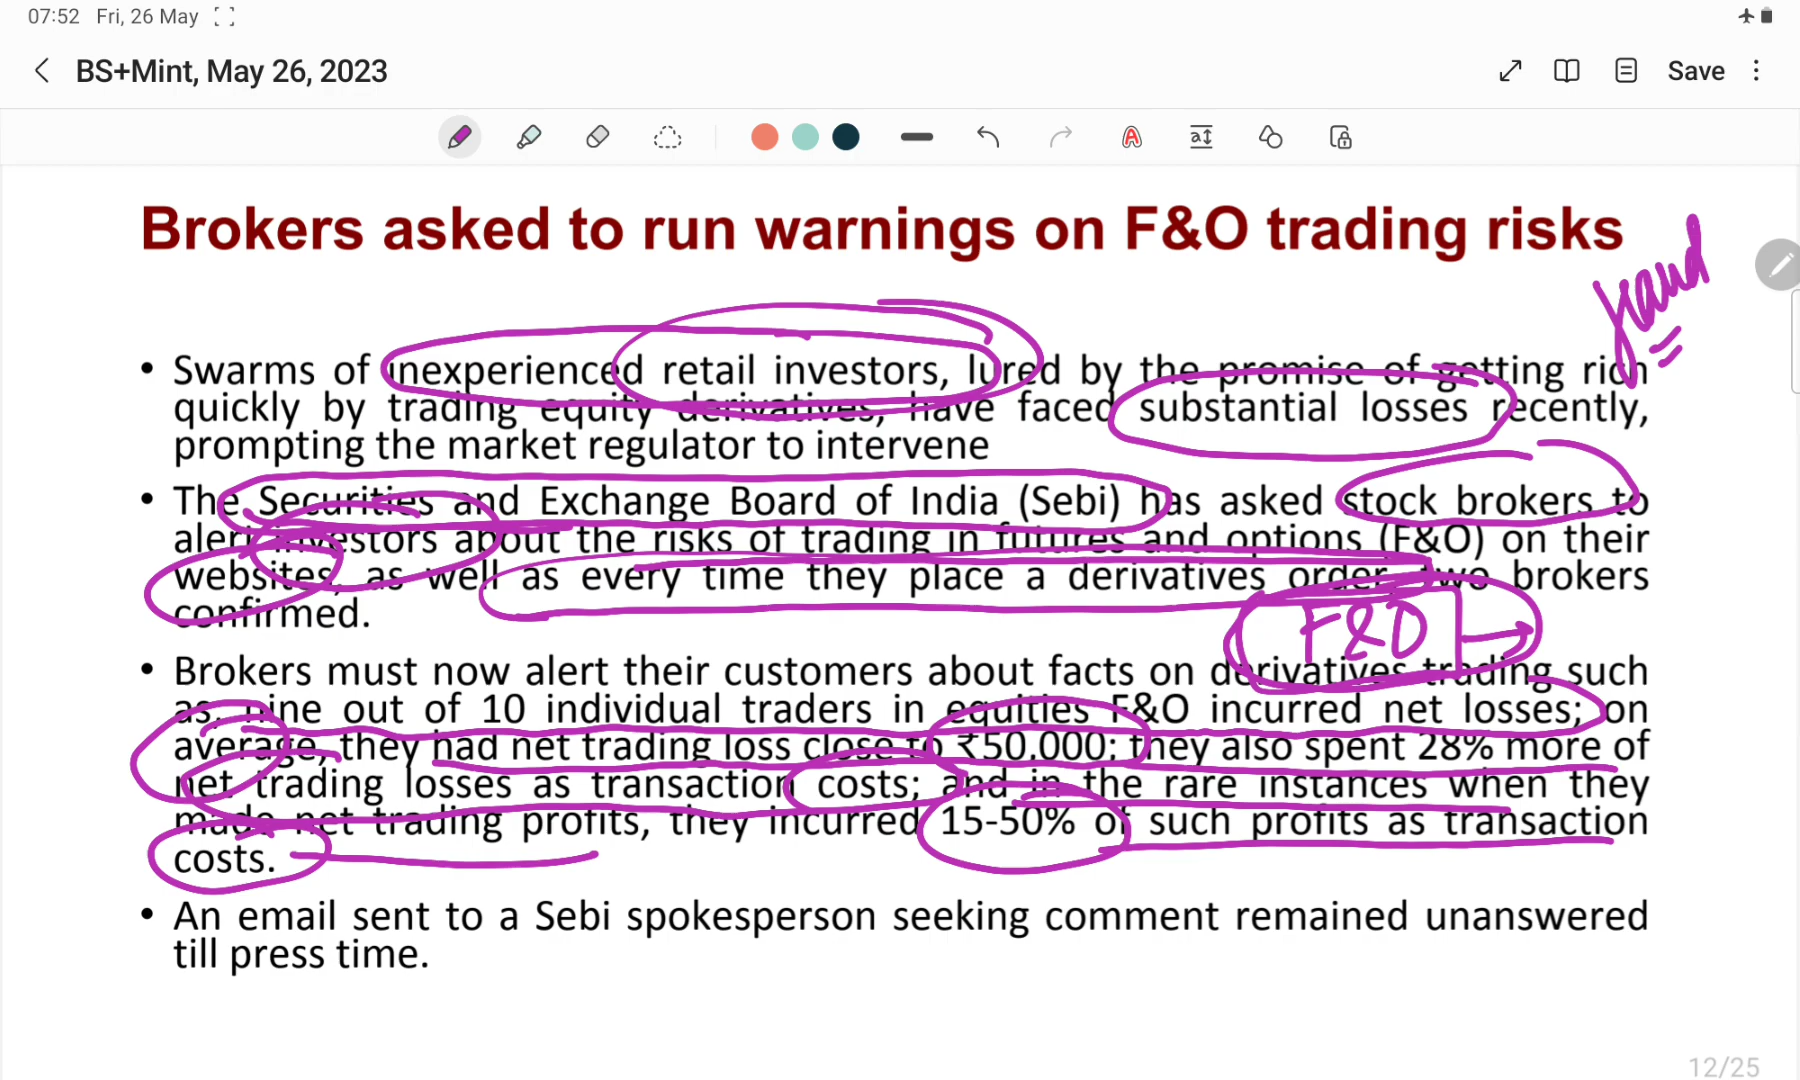 07:52 Fri, 26 May
BS+Mint, May 26, 2023
Save
Brokers asked to run warnings on F&O trading risks
• Swarms of inexperienced retail investors, lured by the promise of getting rich
quickly by trading equity derivatives, have faced substantial losses recently,
prompting the market regulator to intervene
• The Securities and Exchange Board of India (Sebi) has asked stock brokers to
alert investors about the risks of trading in futures and options (F&O) on their
websites, as well as every time they place a derivatives order, two brokers
confirmed.
F&O
• Brokers must now alert their customers about facts on derivatives trading such
as, nine out of 10 individual traders in equities F&O incurred net losses; on
average, they had net trading loss close to ₹50,000; they also spent 28% more of
net trading losses as transaction costs; and in the rare instances when they
made net trading profits, they incurred 15-50% of such profits as transaction
costs.
• An email sent to a Sebi spokesperson seeking comment remained unanswered
till press time.
12/25